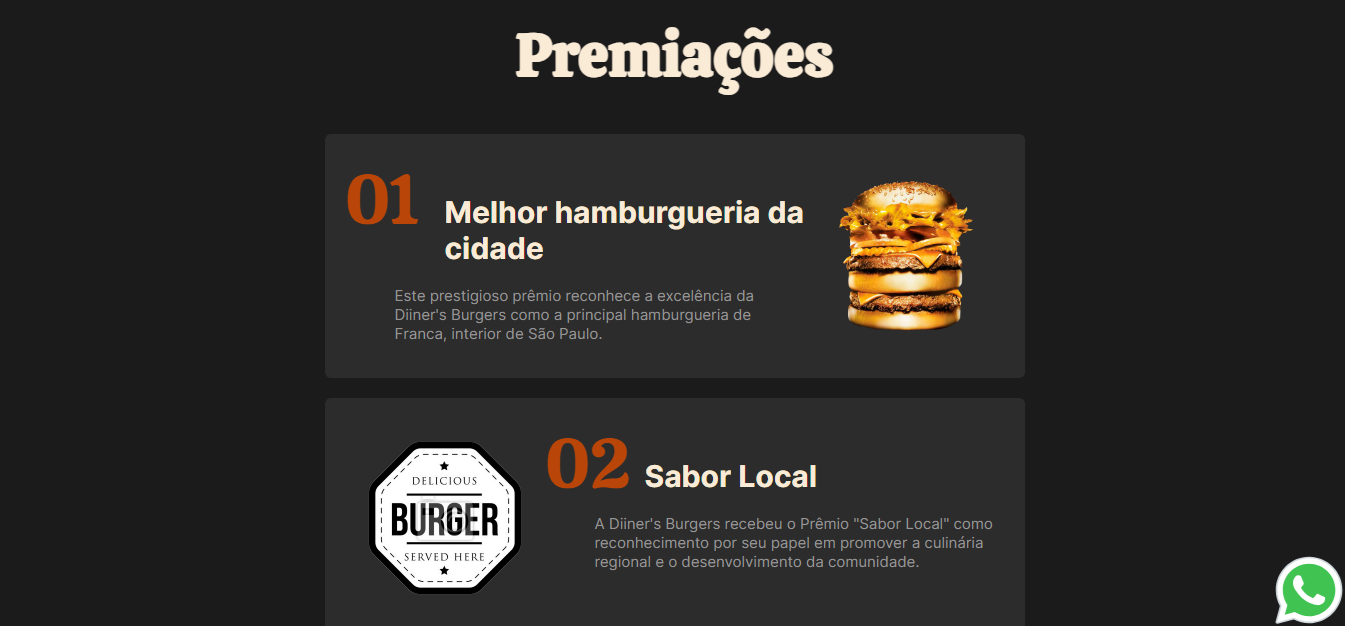 Premiações
01
Melhor hamburgueria da
cidade
Este prestigioso prêmio reconhece a excelência da
Diiner's Burgers como a principal hamburgueria de
Franca, interior de São Paulo.
DELICIOUS
BURGER
SERVED HERE
02
Sabor Local
A Diiner's Burgers recebeu o Prêmio "Sabor Local" como
reconhecimento por seu papel em promover a culinária
regional e o desenvolvimento da comunidade.